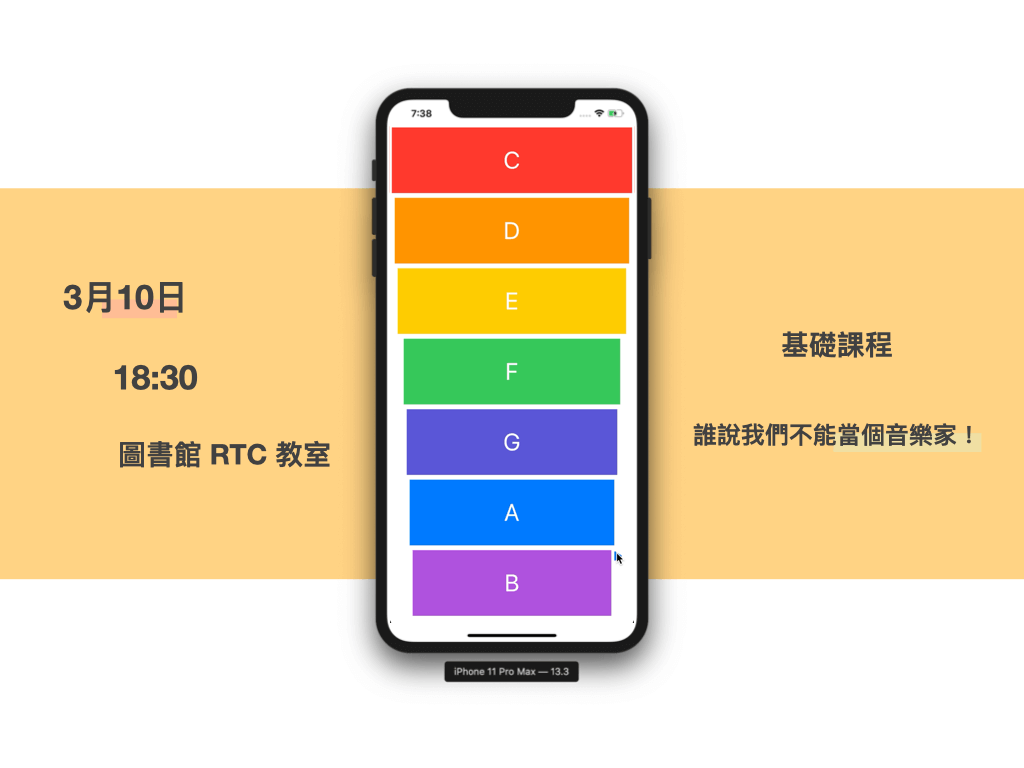 3月10日
18:30
圖書館 RTC 教室
7:38
C
D
E
F
G
A
B
iPhone 11 Pro Max — 13.3
基礎課程
誰說我們不能當個音樂家！